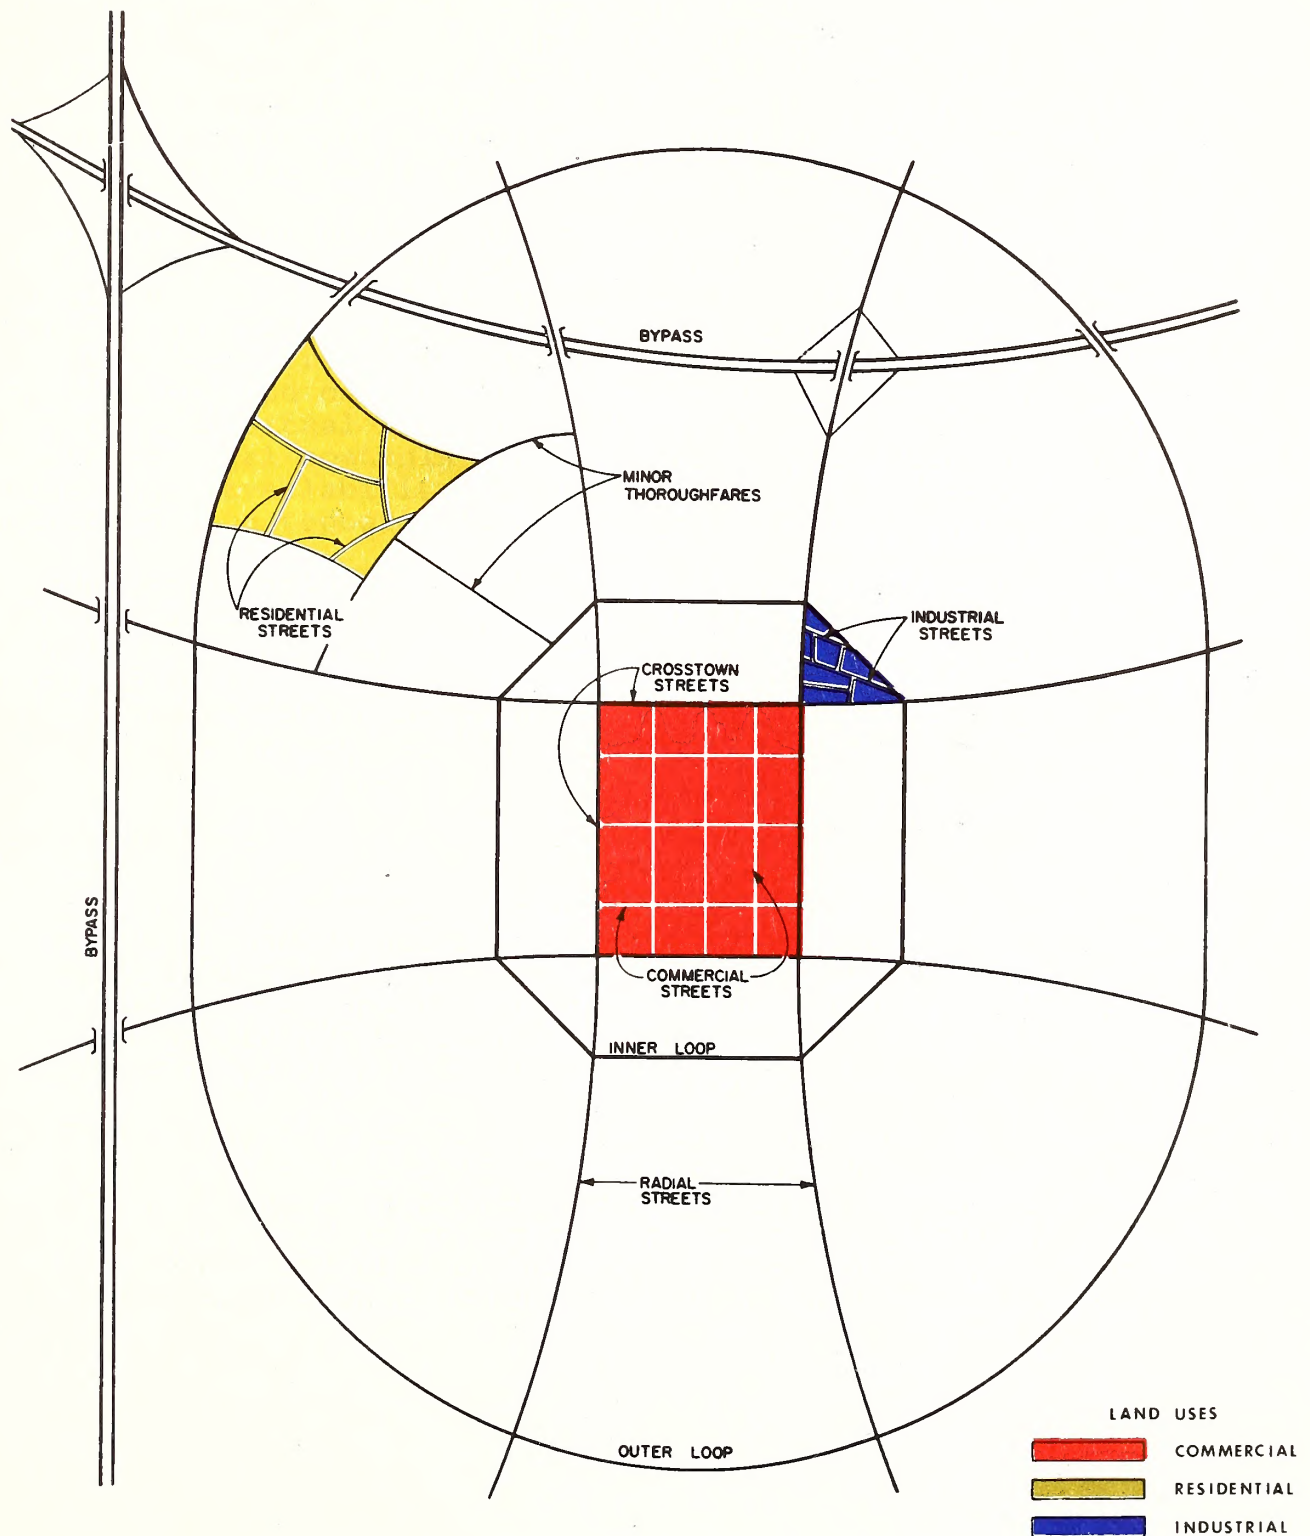 BYPASS
MINOR
THOROUGHFARES
RESIDENTIAL
STREETS
INDUSTRIAL
STREETS
CROSSTOWN
STREETS
BYPASS
COMMERCIAL
STREETS
INNER LOOP
RADIAL
STREETS
OUTER LOOP
LAND USES
COMMERCIAL
RESIDENTIAL
INDUSTRIAL